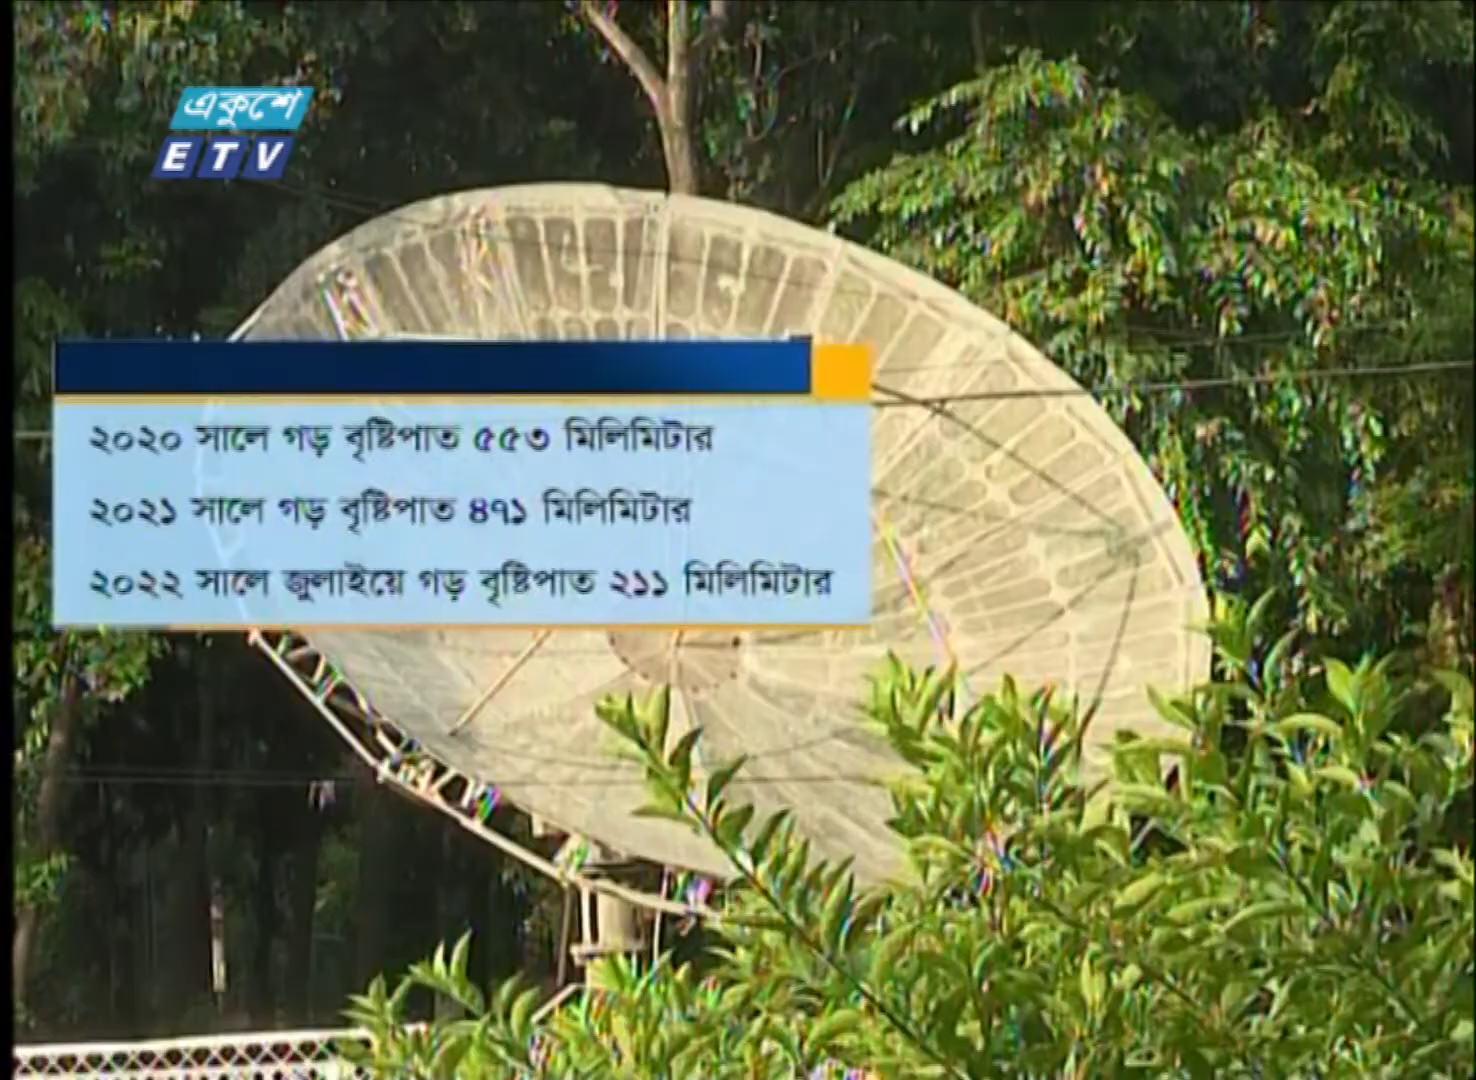 একুশে
ETV
২০২০ সালে গড় বৃষ্টিপাত ৫৫৩ মিলিমিটার
২০২১ সালে গড় বৃষ্টিপাত ৪৭১ মিলিমিটার
২০২২ সালে জুলাইয়ে গড় বৃষ্টিপাত ২১১ মিলিমিটার